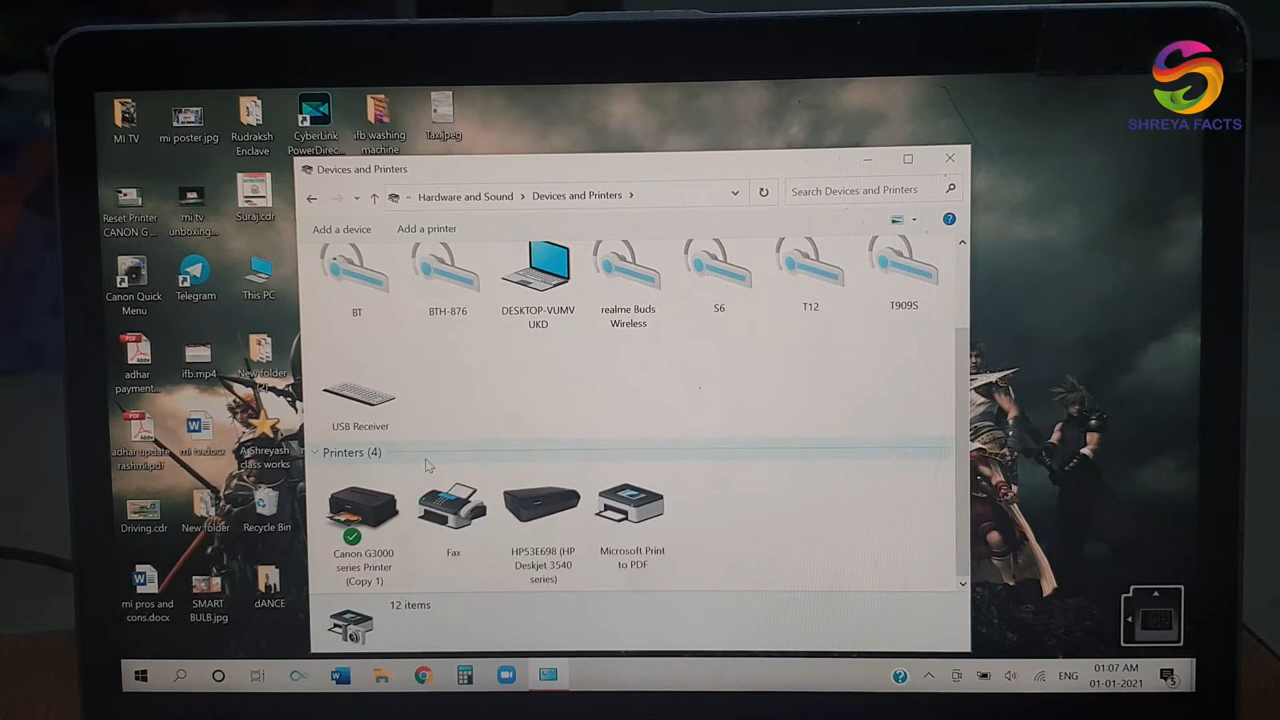 SHREYA FACTS
MI TV
mi poster.jpg
Rudraksh
Enclave
CyberLink
PowerDirec...
ifb washing
machine
Tax.jpeg
Reset Printer
CANON G ...
mi tv
unboxing...
Suraj.cdr
Canon Quick
Menu
Telegram
This PC
adhar
payment...
ifb.mp4
New folder
(2)
adhar update
rashmi.pdf
mi tv.docx
A Shreyash
class works
Driving.cdr
New folder
Recycle Bin
mi pros and
cons.docx
SMART
BULB.jpg
dANCE
Devices and Printers
Hardware and Sound > Devices and Printers >
Search Devices and Printers
Add a device
Add a printer
BT
BTH-876
DESKTOP-VUMV
UKD
realme Buds
Wireless
S6
T12
T909S
USB Receiver
Printers (4)
Canon G3000
series Printer
(Copy 1)
Fax
HP53E698 (HP
Deskjet 3540
series)
Microsoft Print
to PDF
12 items
ENG
01:07 AM
01-01-2021
5